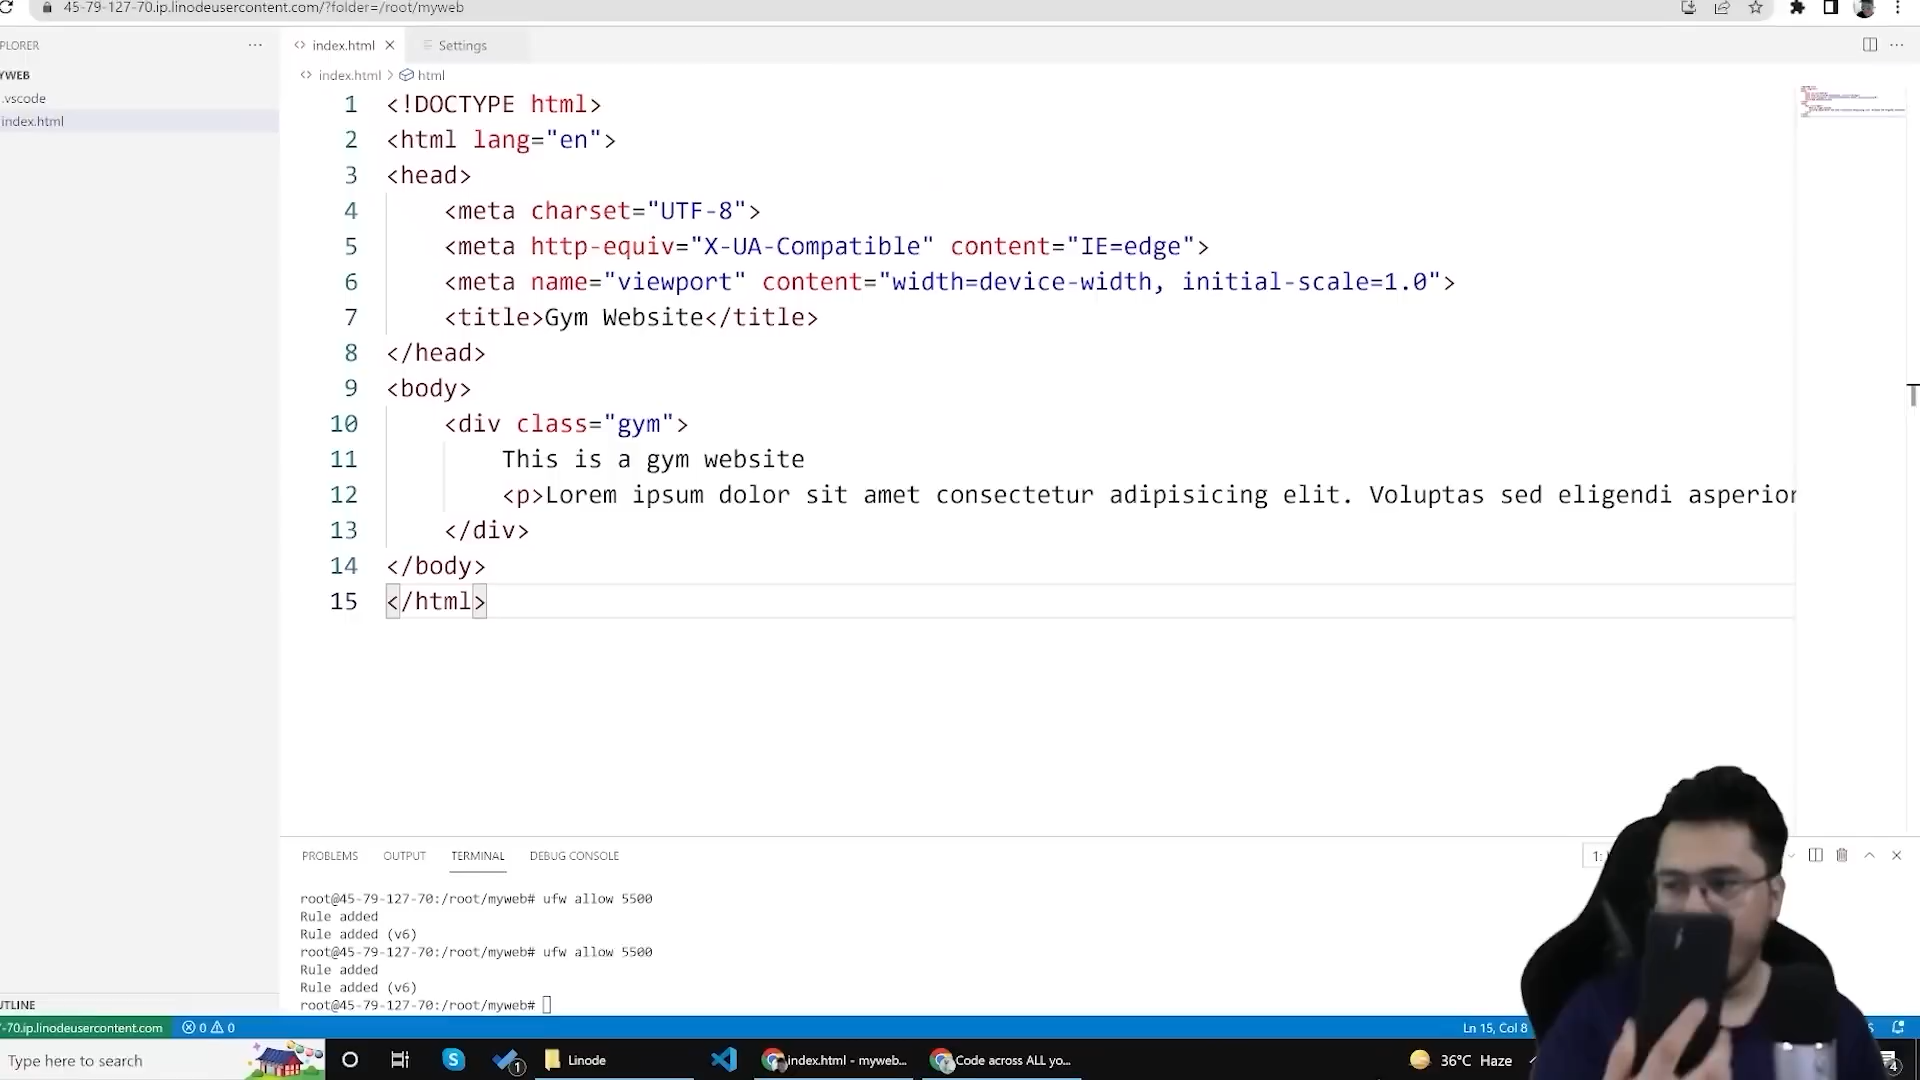 45-79-127-70.ip.linodeusercontent.com/?folder=/root/myweb
PLORER
index.html
Settings
YWEB
.vscode
index.html
index.html > html
1 <!DOCTYPE html>
2 <html lang="en">
3 <head>
4 <meta charset="UTF-8">
5 <meta http-equiv="X-UA-Compatible" content="IE=edge">
6 <meta name="viewport" content="width=device-width, initial-scale=1.0">
7 <title>Gym Website</title>
8 </head>
9 <body>
10 <div class="gym">
11 This is a gym website
12 <p>Lorem ipsum dolor sit amet consectetur adipisicing elit. Voluptas sed eligendi asperior
13 </div>
14 </body>
15 </html>
PROBLEMS OUTPUT TERMINAL DEBUG CONSOLE
1:
root@45-79-127-70:/root/myweb# ufw allow 5500
Rule added
Rule added (v6)
root@45-79-127-70:/root/myweb# ufw allow 5500
Rule added
Rule added (v6)
root@45-79-127-70:/root/myweb#
UTLINE
-70.ip.linodeusercontent.com
0 0
Ln 15, Col 8
Type here to search
1
Linode
index.html - myweb...
Code across ALL yo...
36°C Haze
4